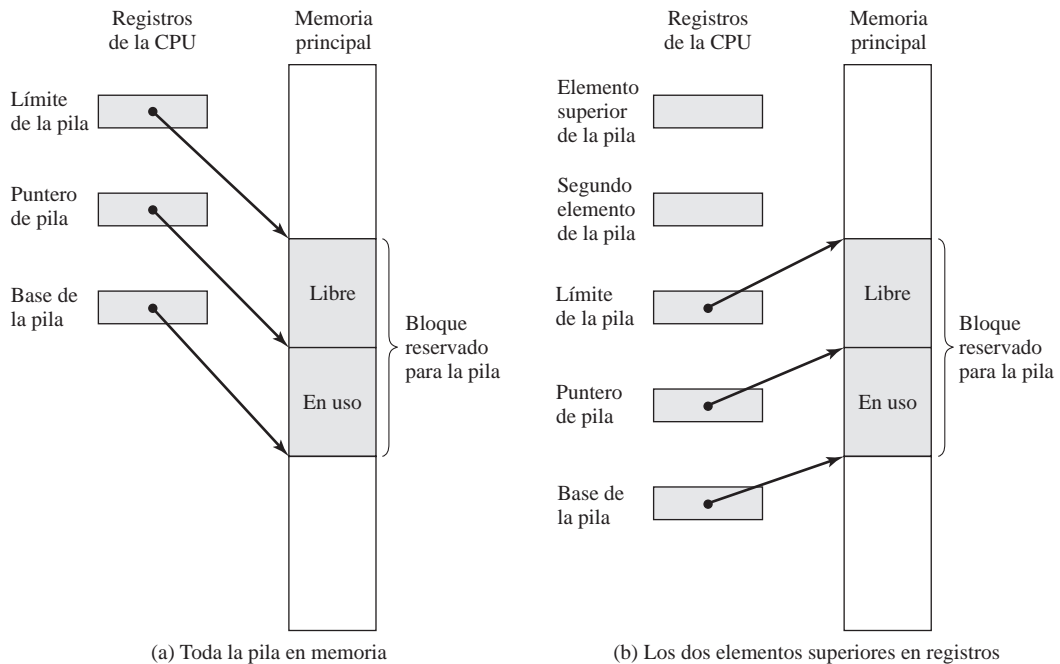 Registros
de la CPU
Memoria
principal
Límite
de la pila
Puntero
de pila
Base de
la pila
Libre
En uso
Bloque
reservado
para la pila
(a) Toda la pila en memoria
Registros
de la CPU
Memoria
principal
Elemento
superior
de la pila
Segundo
elemento
de la pila
Límite
de la pila
Puntero
de pila
Base de
la pila
Libre
En uso
Bloque
reservado
para la pila
(b) Los dos elementos superiores en registros